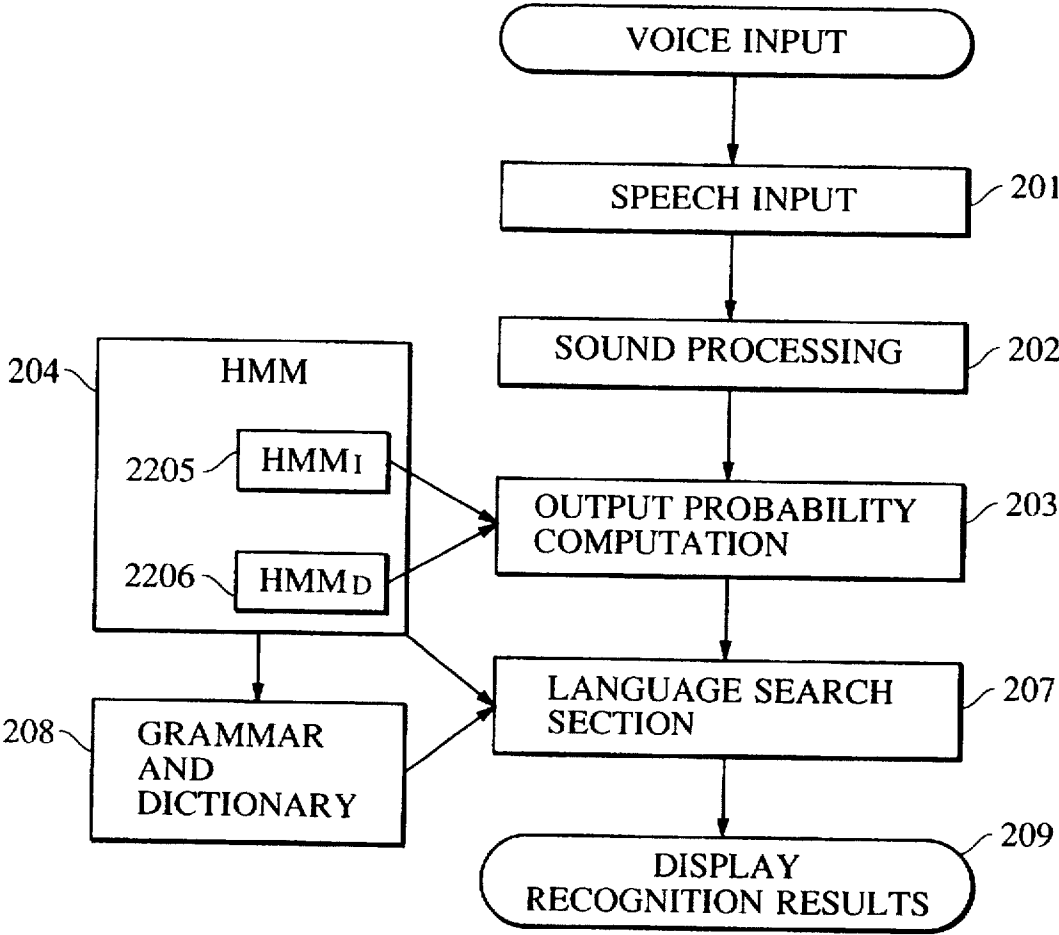 VOICE INPUT
SPEECH INPUT
201
SOUND PROCESSING
202
204
HMM
2205
HMMI
2206
HMMD
OUTPUT PROBABILITY
COMPUTATION
203
LANGUAGE SEARCH
SECTION
207
208
GRAMMAR
AND
DICTIONARY
209
DISPLAY
RECOGNITION RESULTS